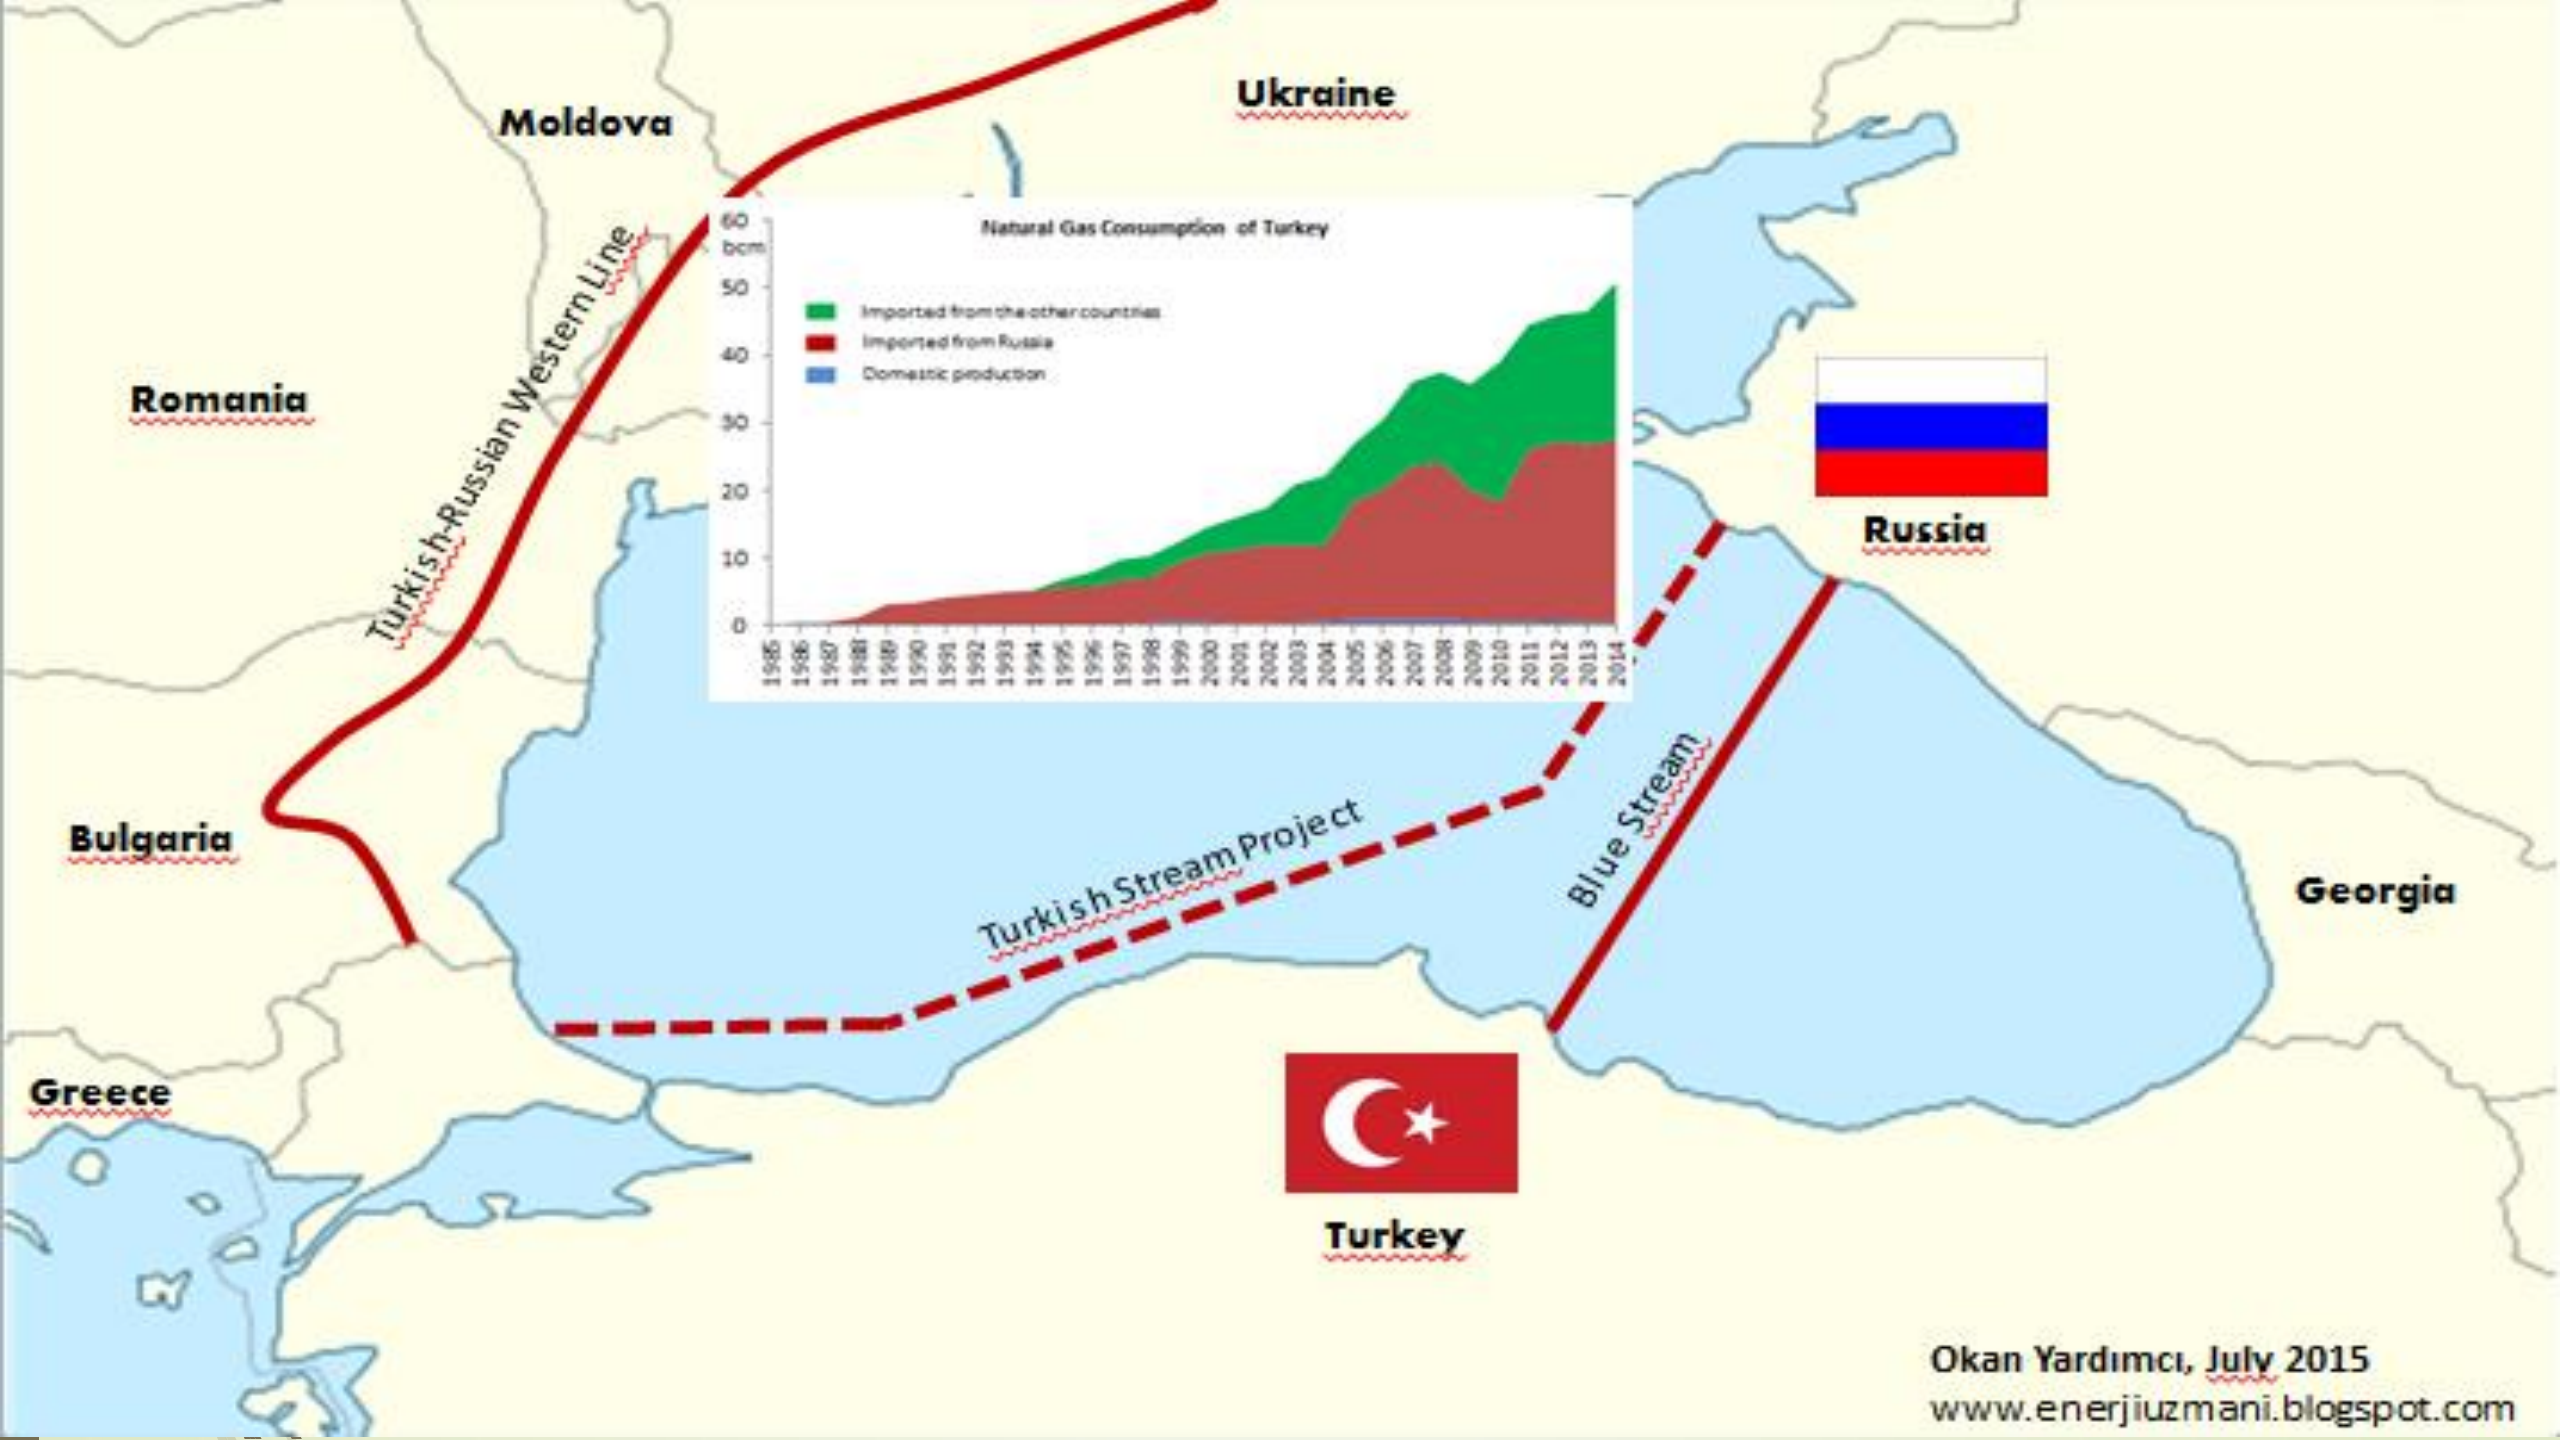 Ukraine
Moldova
Turkish-Russian Western Line
Romania
60
bcm
50
40
30
20
10
0
Natural Gas Consumption of Turkey
Imported from the other countries
Imported from Russia
Domestic production
1985
1986
1987
1988
1989
1990
1991
1992
1993
1994
1995
1996
1997
1998
1999
2000
2001
2002
2003
2004
2005
2006
2007
2008
2009
2010
2011
2012
2013
2014
Russia
Blue Stream
Turkish Stream Project
Bulgaria
Georgia
Greece
Turkey
Okan Yardımcı, July 2015
www.enerjiuzmani.blogspot.com